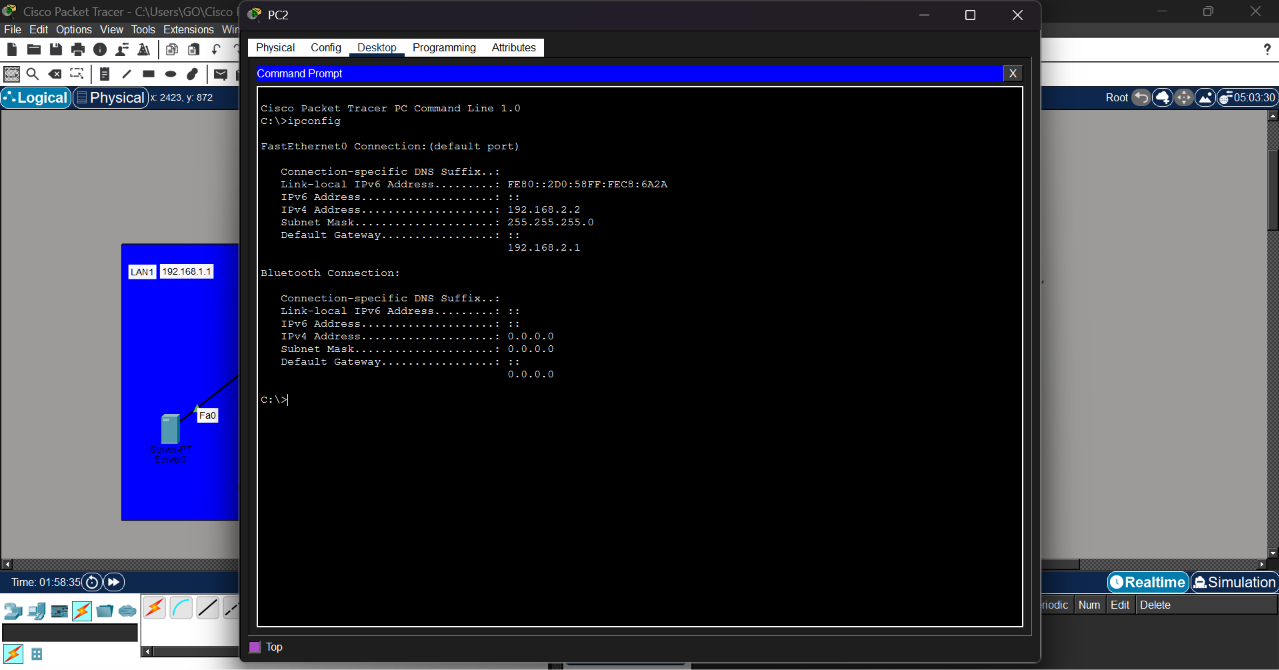 Cisco Packet Tracer - C:\Users\GO\Cisco
PC2
File Edit Options View Tools Extensions
Physical Config Desktop Programming Attributes
?
Command Prompt X
Logical Physical x: 2423, y: 872
Root 05:03:30
Cisco Packet Tracer PC Command Line 1.0
C:\>ipconfig
FastEthernet0 Connection:(default port)
Connection-specific DNS Suffix..:
Link-local IPv6 Address.........: FE80::2D0:58FF:FEC8:6A2A
IPv6 Address....................: ::
IPv4 Address....................: 192.168.2.2
Subnet Mask.....................: 255.255.255.0
Default Gateway.................: ::
192.168.2.1
Bluetooth Connection:
Connection-specific DNS Suffix..:
Link-local IPv6 Address.........: ::
IPv6 Address....................: ::
IPv4 Address....................: 0.0.0.0
Subnet Mask.....................: 0.0.0.0
Default Gateway.................: ::
0.0.0.0
C:\>
LAN1 192.168.1.1
Fa0
Server-PT
Server0
Time: 01:58:35
Realtime Simulation
Num Edit Delete
Top